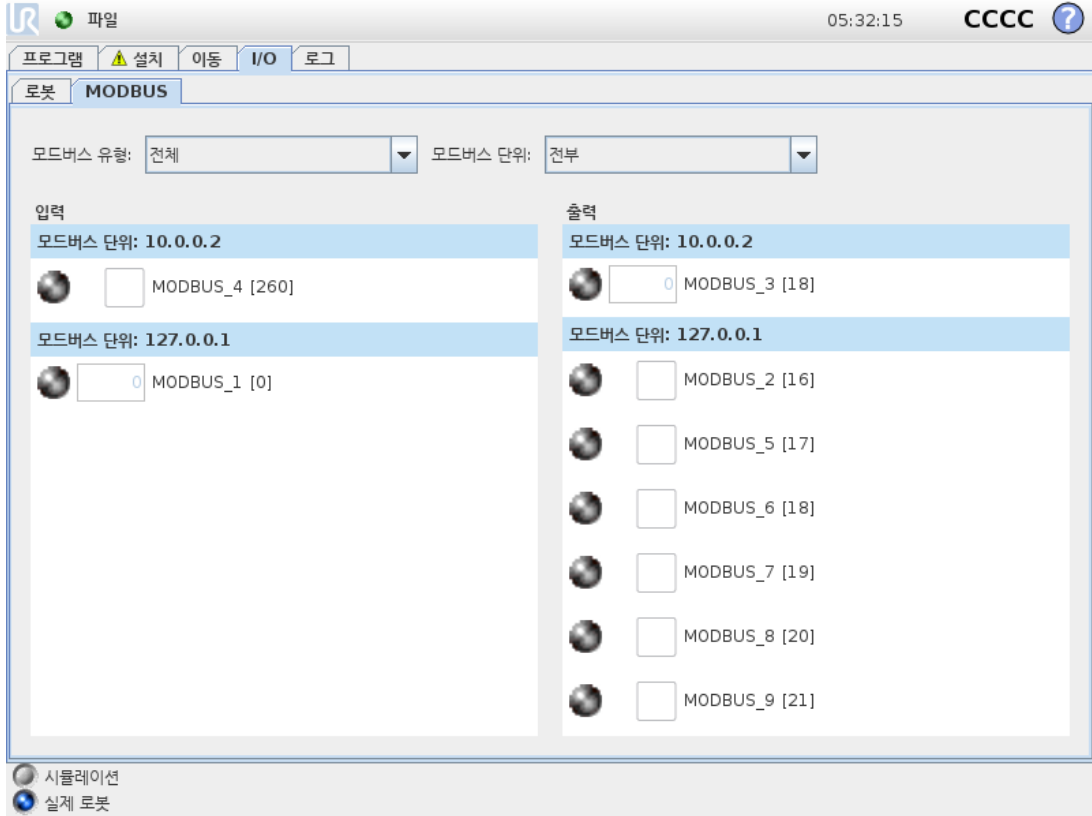 UR 파일 05:32:15 CCCC ?
프로그램 설치 이동 I/O 로그
로봇 MODBUS
모드버스 유형: 전체 모드버스 단위: 전부
입력
모드버스 단위: 10.0.0.2
MODBUS_4 [260]
모드버스 단위: 127.0.0.1
0 MODBUS_1 [0]
출력
모드버스 단위: 10.0.0.2
0 MODBUS_3 [18]
모드버스 단위: 127.0.0.1
MODBUS_2 [16]
MODBUS_5 [17]
MODBUS_6 [18]
MODBUS_7 [19]
MODBUS_8 [20]
MODBUS_9 [21]
시뮬레이션
실제 로봇